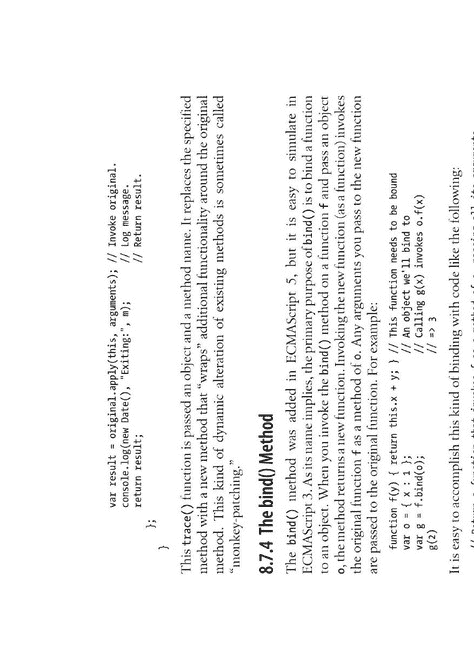 var result = original.apply(this, arguments); // Invoke original.
console.log(new Date(), "Exiting:", m); // Log message.
return result; // Return result.
};
}
This trace() function is passed an object and a method name. It replaces the specified
method with a new method that “wraps” additional functionality around the original
method. This kind of dynamic alteration of existing methods is sometimes called
“monkey-patching.”
8.7.4 The bind() Method
The bind() method was added in ECMAScript 5, but it is easy to simulate in
ECMAScript 3. As its name implies, the primary purpose of bind() is to bind a function
to an object. When you invoke the bind() method on a function f and pass an object
o, the method returns a new function. Invoking the new function (as a function) invokes
the original function f as a method of o. Any arguments you pass to the new function
are passed to the original function. For example:
function f(y) { return this.x + y; } // This function needs to be bound
var o = { x : 1 }; // An object we'll bind to
var g = f.bind(o); // Calling g(x) invokes o.f(x)
g(2) // => 3
It is easy to accomplish this kind of binding with code like the following: